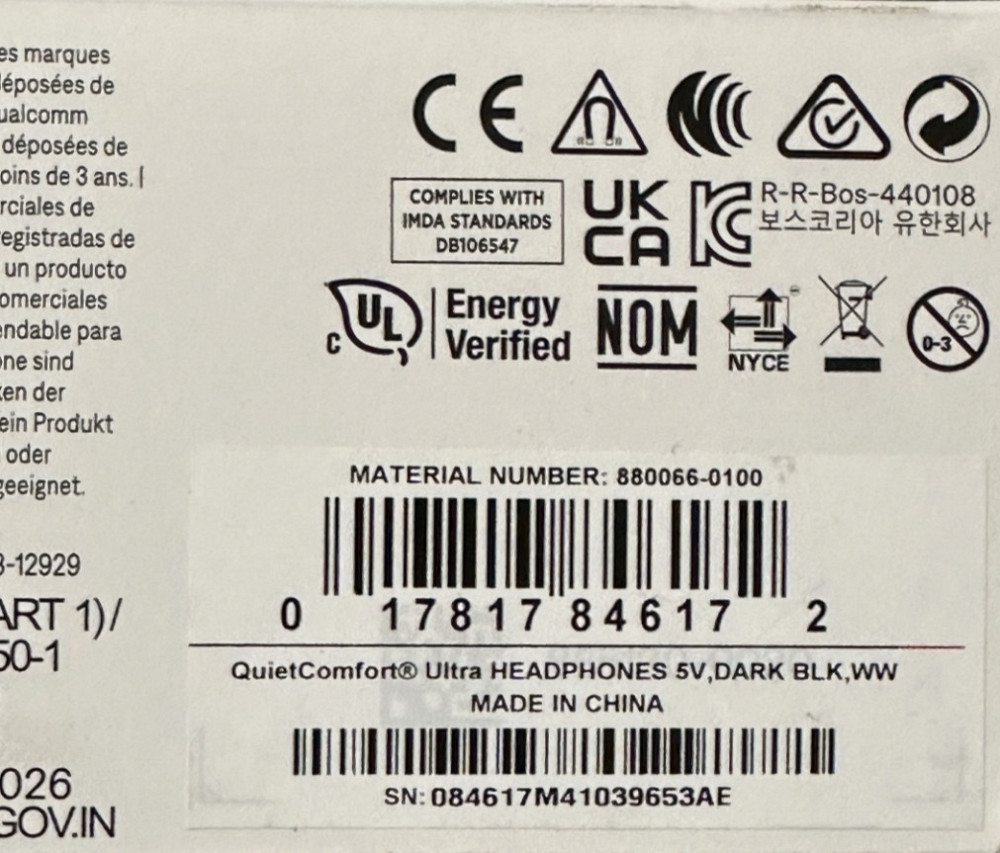 es marques
déposées de
ualcomm
déposées de
oins de 3 ans. |
rciales de
egistradas de
un producto
omerciales
endable para
one sind
ken der
ein Produkt
oder
geeignet.
3-12929
ART 1)/
50-1
026
GOV.IN
CE
COMPLIES WITH
IMDA STANDARDS
DB106547
UK
CA
R-R-Bos-440108
보스코리아 유한회사
C UL
Energy
Verified
NOM
NYCE
0-3
MATERIAL NUMBER: 880066-0100
0 17817 84617 2
QuietComfort® Ultra HEADPHONES 5V,DARK BLK,WW
MADE IN CHINA
SN: 084617M41039653AE